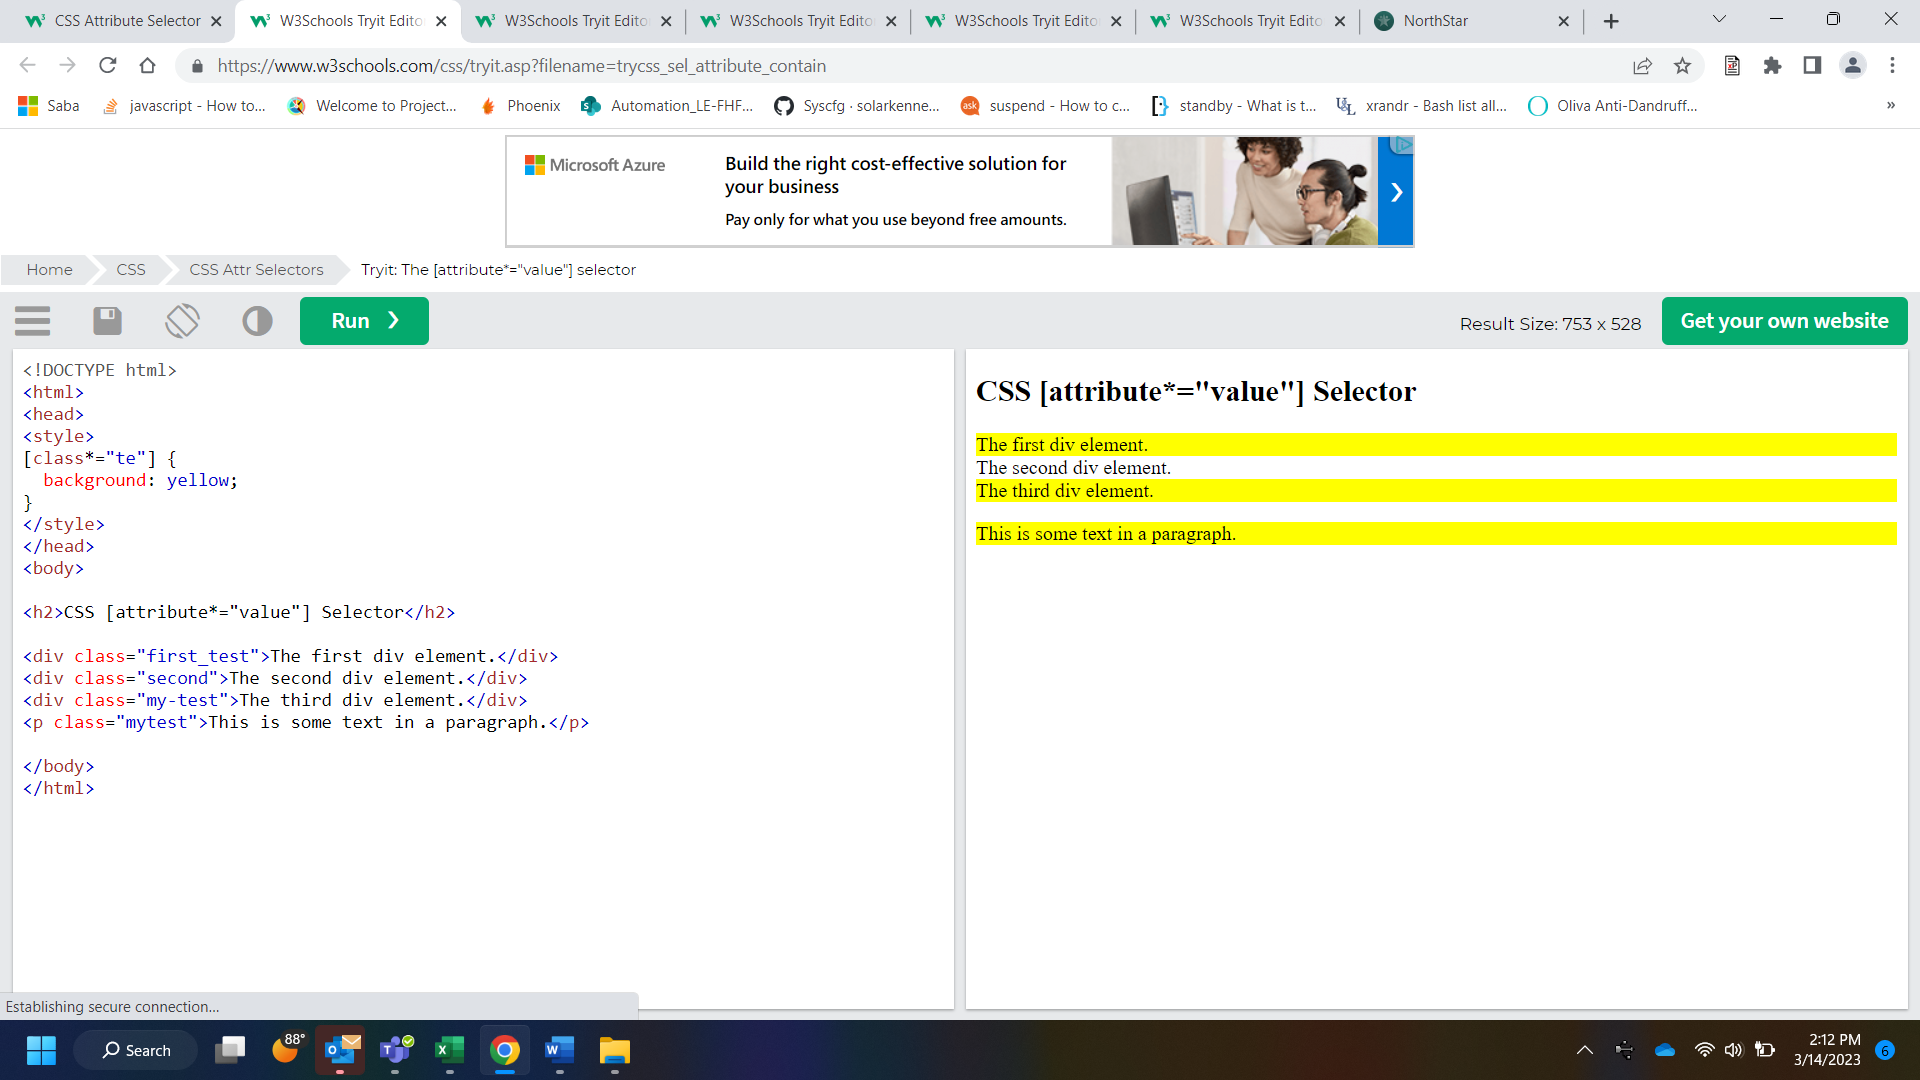 CSS Attribute Selector
W3Schools Tryit Edito
W3Schools Tryit Edito
W3Schools Tryit Edito
W3Schools Tryit Edito
W3Schools Tryit Edito
NorthStar
https://www.w3schools.com/css/tryit.asp?filename=trycss_sel_attribute_contain
Saba
javascript - How to...
Welcome to Project...
Phoenix
Automation_LE-FHF...
Syscfg · solarkenne...
ask
suspend - How to c...
standby - What is t...
U&L
xrandr - Bash list all...
Oliva Anti-Dandruff...
»
Microsoft Azure
Build the right cost-effective solution for
your business
Pay only for what you use beyond free amounts.
Home
CSS
CSS Attr Selectors
Tryit: The [attribute*="value"] selector
Run ❯
Result Size: 753 x 528
Get your own website
<!DOCTYPE html>
<html>
<head>
<style>
[class*="te"] {
  background: yellow;
}
</style>
</head>
<body>
<h2>CSS [attribute*="value"] Selector</h2>
<div class="first_test">The first div element.</div>
<div class="second">The second div element.</div>
<div class="my-test">The third div element.</div>
<p class="mytest">This is some text in a paragraph.</p>
</body>
</html>
CSS [attribute*="value"] Selector
The first div element.
The second div element.
The third div element.
This is some text in a paragraph.
Establishing secure connection...
Search
88°
2:12 PM
3/14/2023
6